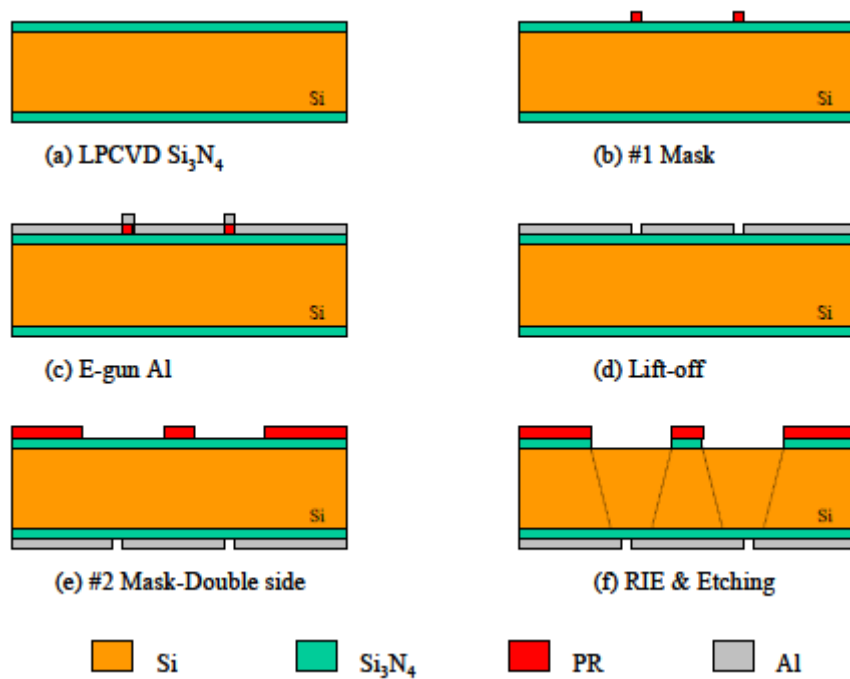 Si
Si
(a) LPCVD Si₃N₄
(b) #1 Mask
Si
Si
(c) E-gun Al
(d) Lift-off
Si
Si
(e) #2 Mask-Double side
(f) RIE & Etching
Si
Si₃N₄
PR
Al